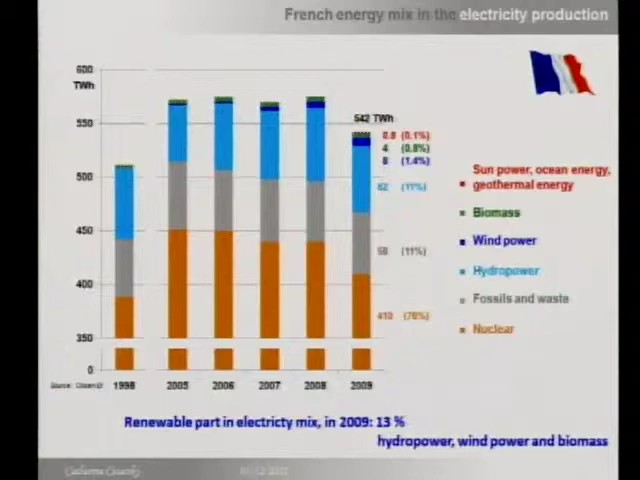 French energy mix in the electricity production
600
TWh
550
500
450
400
350
0
542 TWh
0.8 (0.1%)
4 (0.8%)
8 (1.4%)
62 (11%)
58 (11%)
410 (76%)
Sun power, ocean energy,
geothermal energy
Biomass
Wind power
Hydropower
Fossils and waste
Nuclear
Source:
1998 2005 2006 2007 2008 2009
Renewable part in electricty mix, in 2009: 13 %
hydropower, wind power and biomass